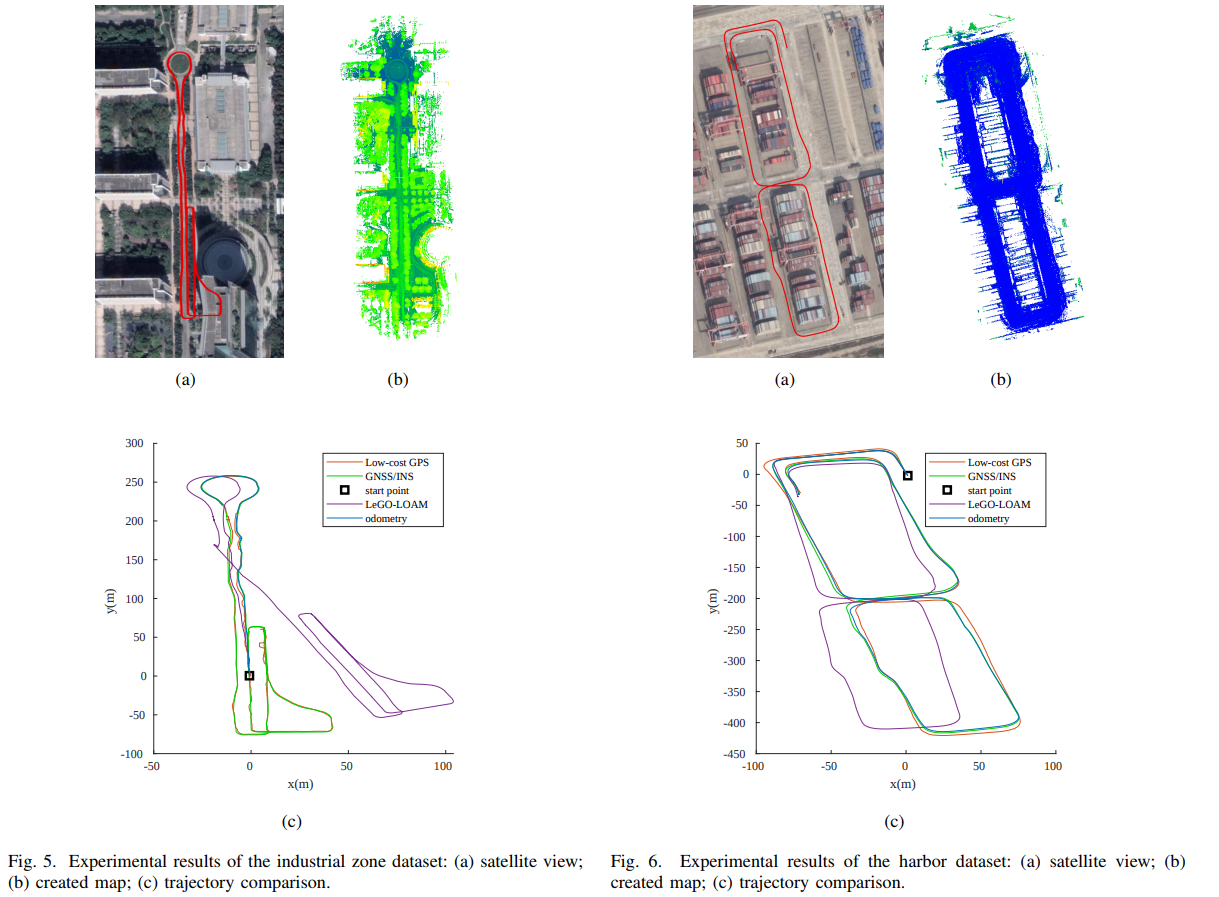 (a)
(b)
300
250
200
150
100
50
0
-50
-100
y(m)
-50
0
50
100
x(m)
Low-cost GPS
GNSS/INS
start point
LeGO-LOAM
odometry
(c)
Fig. 5. Experimental results of the industrial zone dataset: (a) satellite view;
(b) created map; (c) trajectory comparison.
(a)
(b)
50
0
-50
-100
-150
-200
-250
-300
-350
-400
-450
y(m)
-100
-50
0
50
100
x(m)
Low-cost GPS
GNSS/INS
start point
LeGO-LOAM
odometry
(c)
Fig. 6. Experimental results of the harbor dataset: (a) satellite view; (b)
created map; (c) trajectory comparison.